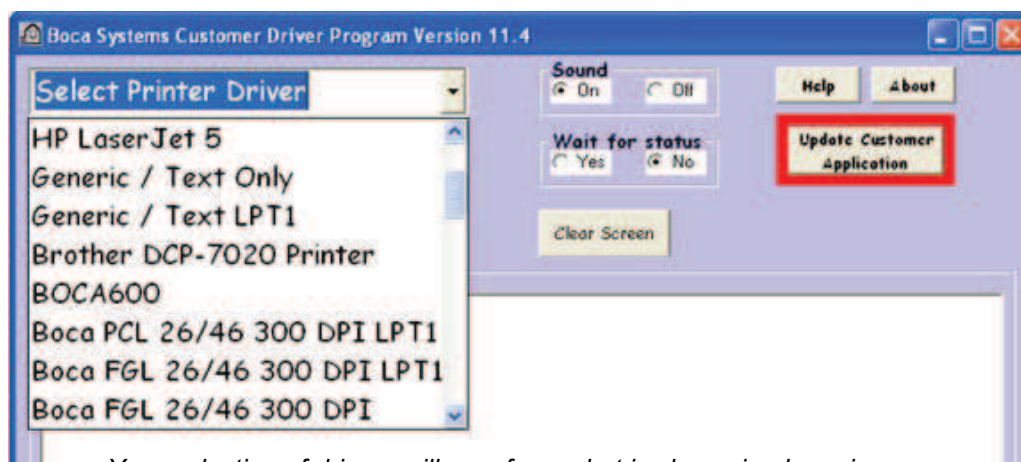 Boca Systems Customer Driver Program Version 11.4
Select Printer Driver
HP LaserJet 5
Generic / Text Only
Generic / Text LPT1
Brother DCP-7020 Printer
BOCA600
Boca PCL 26/46 300 DPI LPT1
Boca FGL 26/46 300 DPI LPT1
Boca FGL 26/46 300 DPI
Sound
On Off
Wait for status
Yes No
Clear Screen
Help About
Update Customer
Application